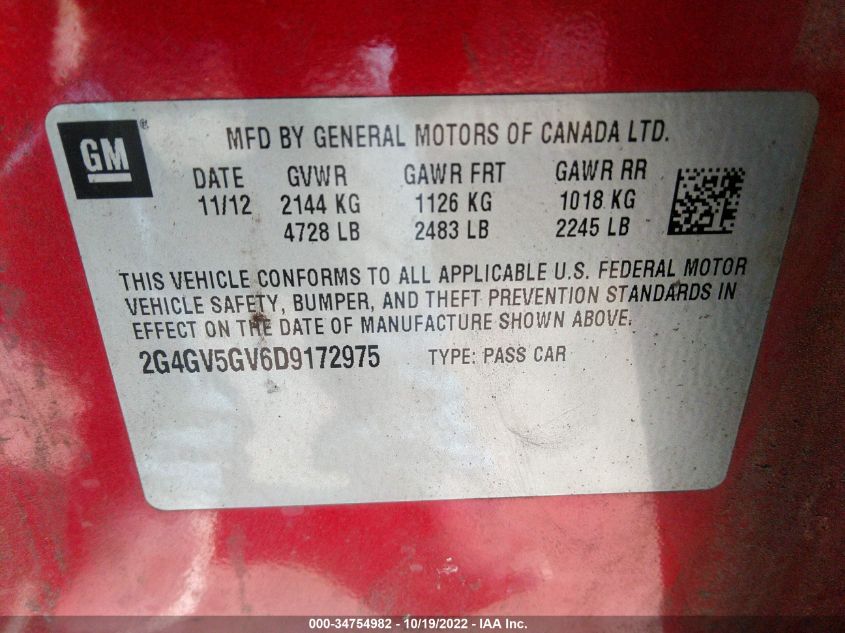 GM®
MFD BY GENERAL MOTORS OF CANADA LTD.
DATE GVWR GAWR FRT GAWR RR
11/12 2144 KG 1126 KG 1018 KG
4728 LB 2483 LB 2245 LB
THIS VEHICLE CONFORMS TO ALL APPLICABLE U.S. FEDERAL MOTOR
VEHICLE SAFETY, BUMPER, AND THEFT PREVENTION STANDARDS IN
EFFECT ON THE DATE OF MANUFACTURE SHOWN ABOVE.
2G4GV5GV6D9172975 TYPE: PASS CAR
000-34754982 - 10/19/2022 - IAA Inc.